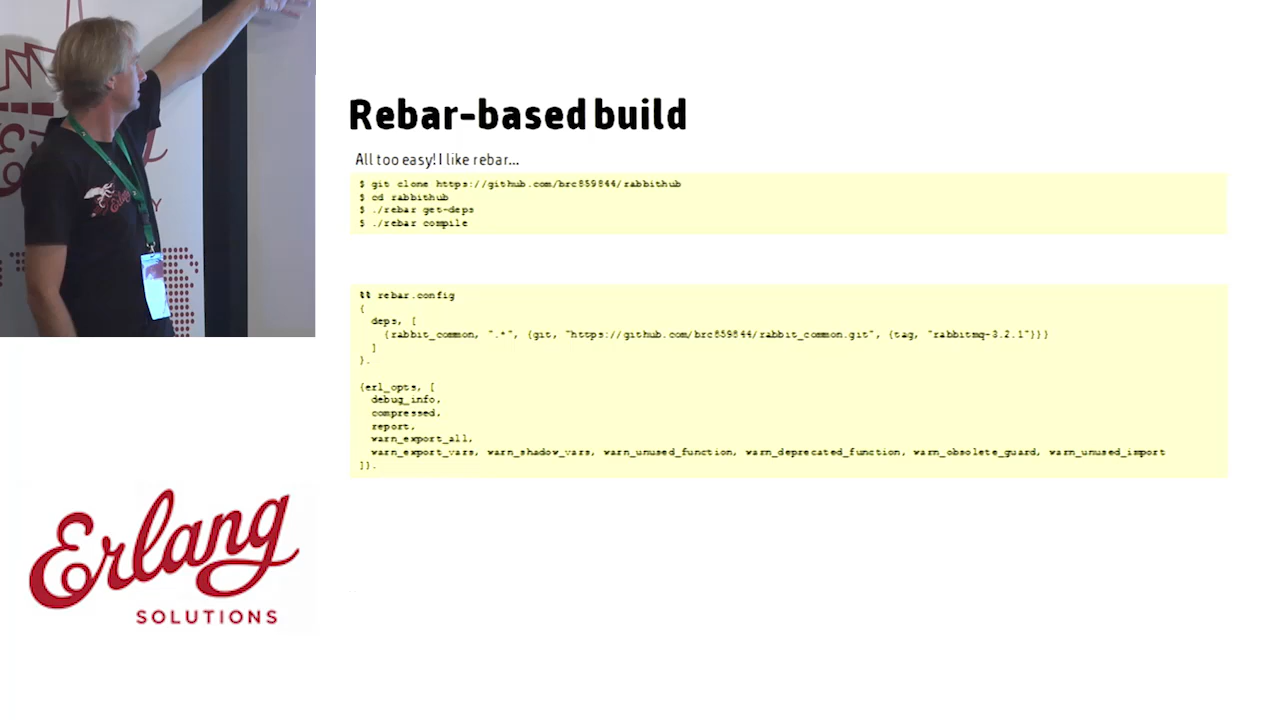 Rebar-based build
All too easy! I like rebar...
$ git clone https://github.com/brc859844/rabbithub
$ cd rabbithub
$ ./rebar get-deps
$ ./rebar compile
%% rebar.config
{
deps, [
{rabbit_common, ".*", {git, "https://github.com/brc859844/rabbit_common.git", {tag, "rabbitmq-3.2.1"}}}
]
}.
{erl_opts, [
debug_info,
compressed,
report,
warn_export_all,
warn_export_vars, warn_shadow_vars, warn_unused_function, warn_deprecated_function, warn_obsolete_guard, warn_unused_import
]}.
Erlang
SOLUTIONS